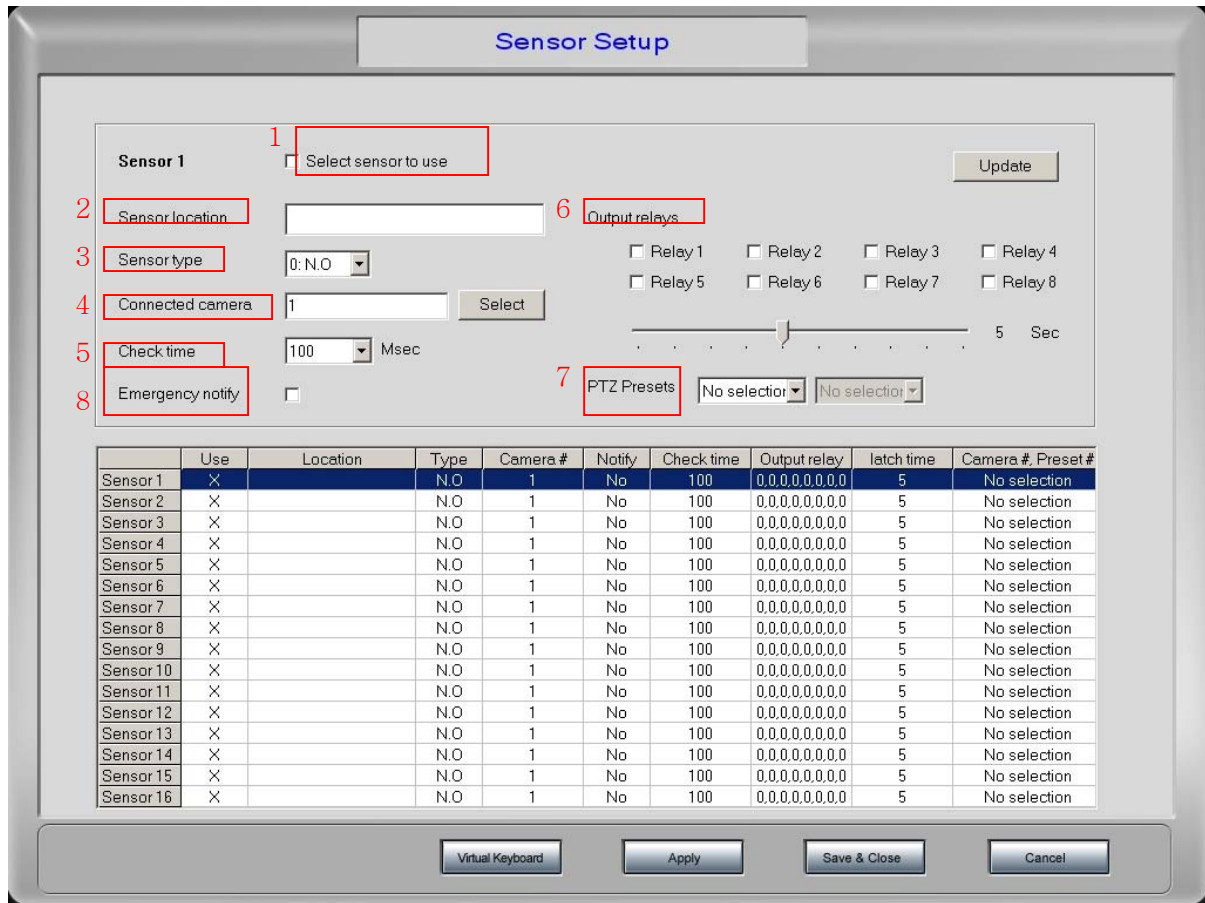 Sensor Setup
1
Sensor 1 Select sensor to use Update
2 Sensor location 6 Output relays
3 Sensor type 0: N.O Relay 1 Relay 2 Relay 3 Relay 4
Relay 5 Relay 6 Relay 7 Relay 8
4 Connected camera 1 Select
5 Sec
5 Check time 100 Msec
8 Emergency notify 7 PTZ Presets No selection No selection
Use Location Type Camera # Notify Check time Output relay latch time Camera #, Preset #
Sensor 1 X N.O 1 No 100 0,0,0,0,0,0,0,0 5 No selection
Sensor 2 X N.O 1 No 100 0,0,0,0,0,0,0,0 5 No selection
Sensor 3 X N.O 1 No 100 0,0,0,0,0,0,0,0 5 No selection
Sensor 4 X N.O 1 No 100 0,0,0,0,0,0,0,0 5 No selection
Sensor 5 X N.O 1 No 100 0,0,0,0,0,0,0,0 5 No selection
Sensor 6 X N.O 1 No 100 0,0,0,0,0,0,0,0 5 No selection
Sensor 7 X N.O 1 No 100 0,0,0,0,0,0,0,0 5 No selection
Sensor 8 X N.O 1 No 100 0,0,0,0,0,0,0,0 5 No selection
Sensor 9 X N.O 1 No 100 0,0,0,0,0,0,0,0 5 No selection
Sensor 10 X N.O 1 No 100 0,0,0,0,0,0,0,0 5 No selection
Sensor 11 X N.O 1 No 100 0,0,0,0,0,0,0,0 5 No selection
Sensor 12 X N.O 1 No 100 0,0,0,0,0,0,0,0 5 No selection
Sensor 13 X N.O 1 No 100 0,0,0,0,0,0,0,0 5 No selection
Sensor 14 X N.O 1 No 100 0,0,0,0,0,0,0,0 5 No selection
Sensor 15 X N.O 1 No 100 0,0,0,0,0,0,0,0 5 No selection
Sensor 16 X N.O 1 No 100 0,0,0,0,0,0,0,0 5 No selection
Virtual Keyboard Apply Save & Close Cancel